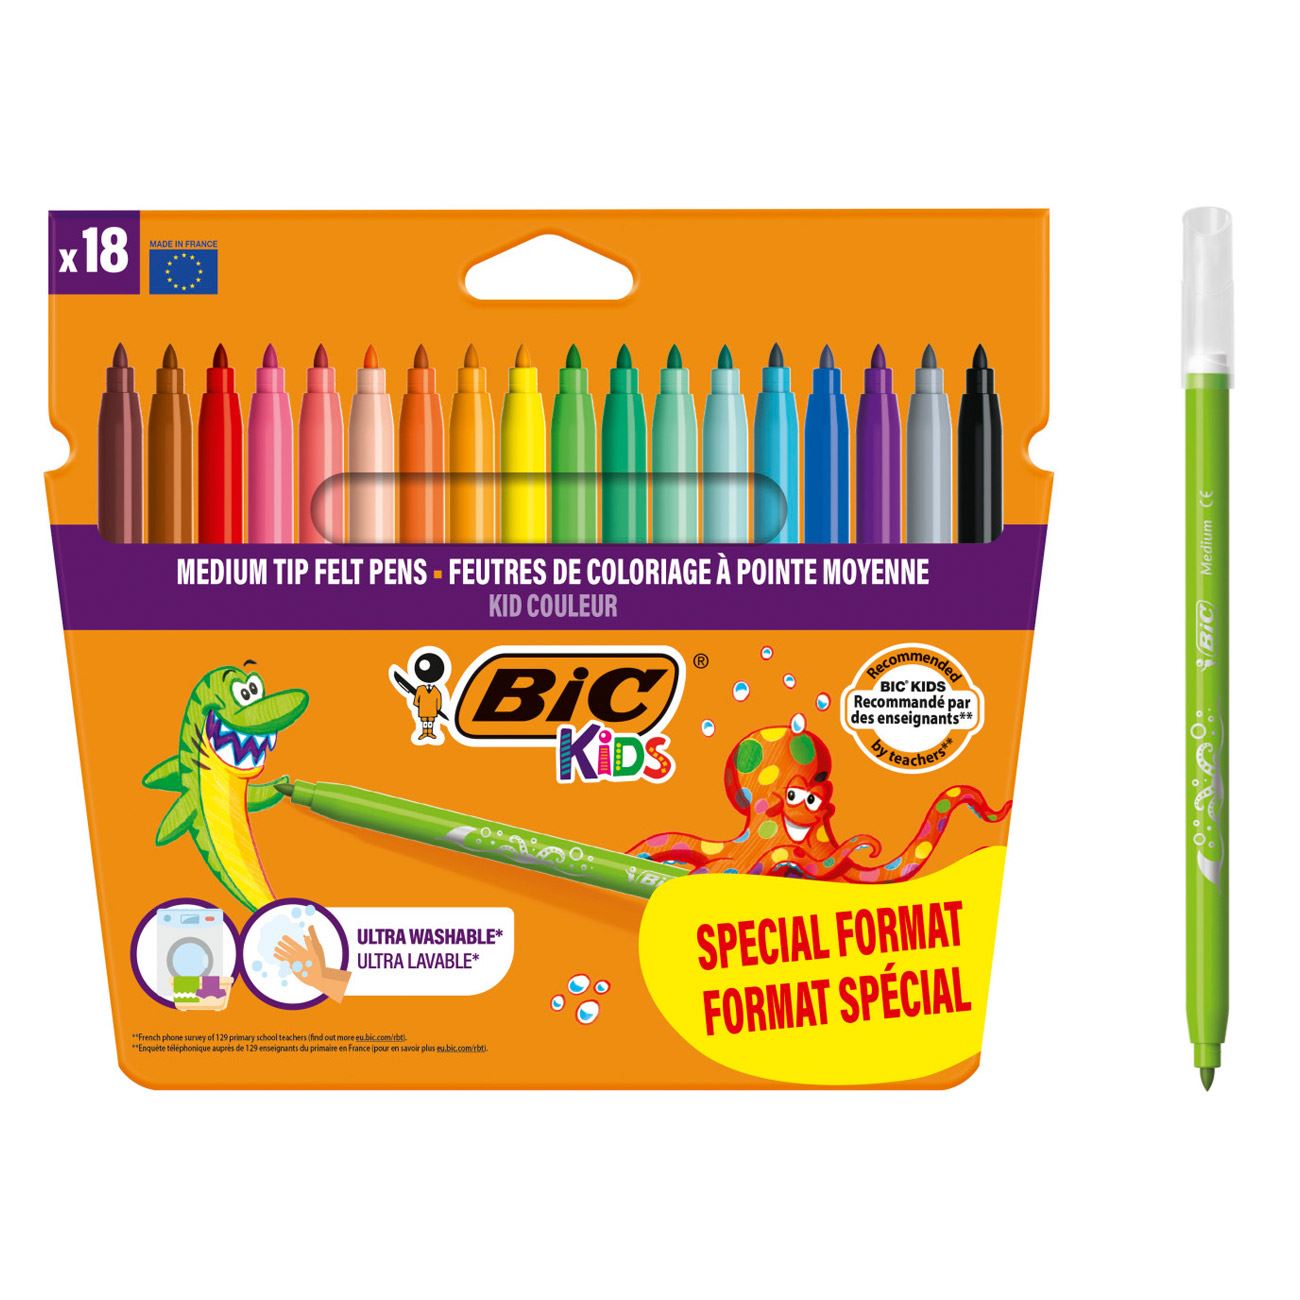 x18
MADE IN FRANCE
MEDIUM TIP FELT PENS ▪ FEUTRES DE COLORIAGE À POINTE MOYENNE
KID COULEUR
BiC ®
KiDs
Recommended
BIC® KIDS
Recommandé par
des enseignants**
by teachers**
BiC
ULTRA WASHABLE*
ULTRA LAVABLE*
SPECIAL FORMAT
FORMAT SPÉCIAL
**French phone survey of 129 primary school teachers (find out more eu.bic.com/rbt).
**Enquète téléphonique auprès de 129 enseignants du primaire en France (pour en savoir plus eu.bic.com/rbt).
BiC Medium CE